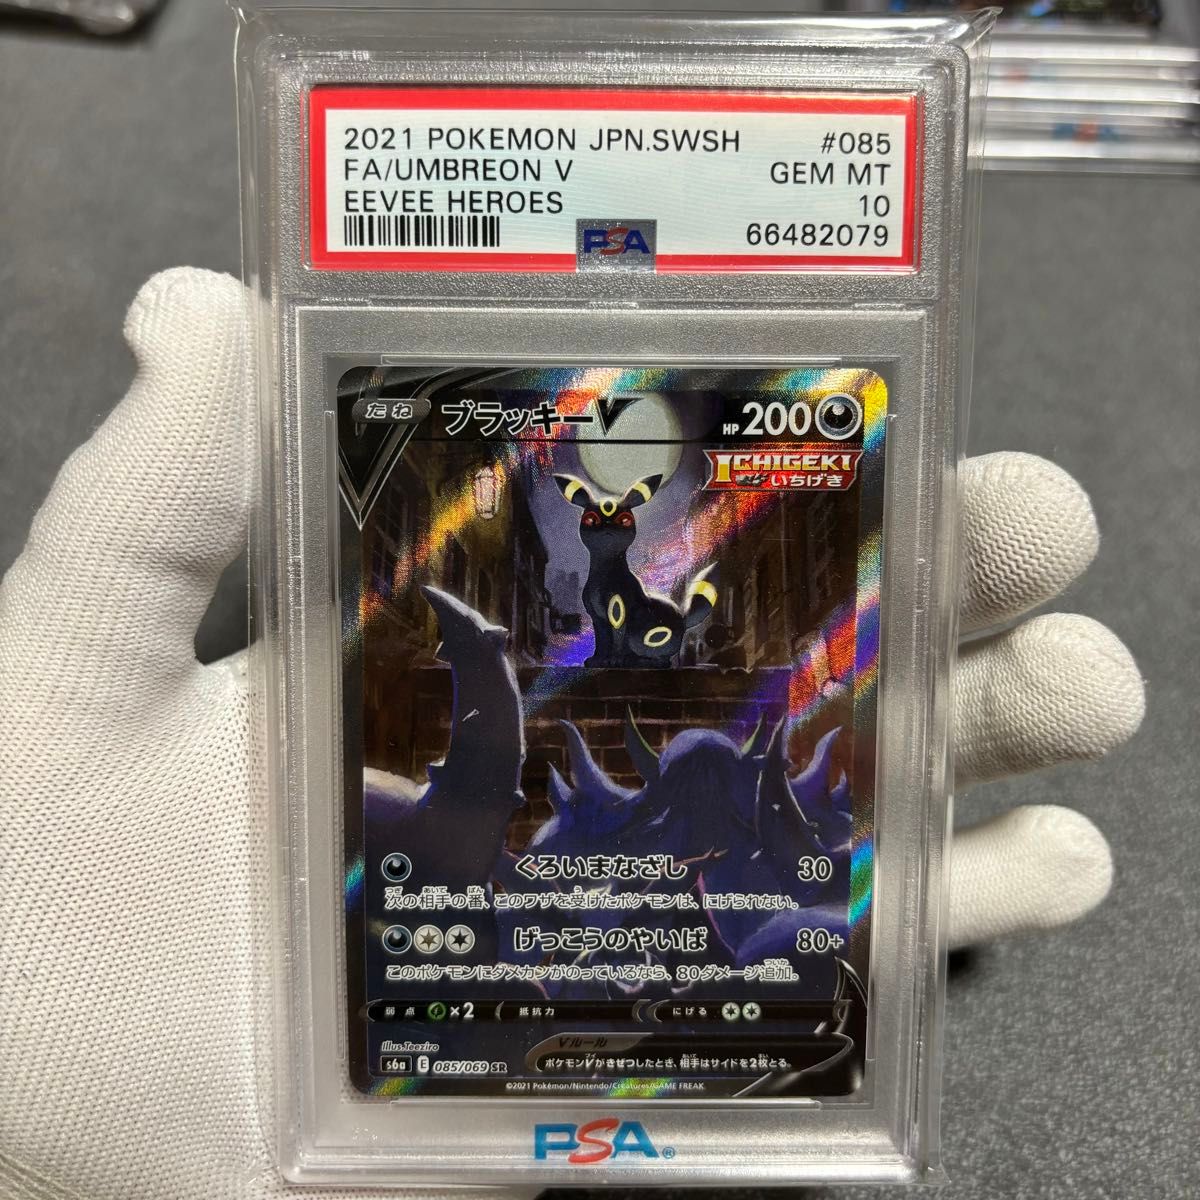 2021 POKEMON JPN.SWSH #085
FA/UMBREON V GEM MT
EEVEE HEROES 10
66482079
PSA
たね ブラッキーV HP 200
ICHIGEKI
いちげき
くろいまなざし 30
次の相手の番、このワザを受けたポケモンは、にげられない。
げっこうのやいば 80+
このポケモンにダメカンがのっているなら、80ダメージ追加。
弱点 ×2 抵抗力 にげる
Illus.Teeziro
Vルール
ポケモンVがきぜつしたとき、相手はサイドを2枚とる。
s6a E 085/069 SR
©2021 Pokémon/Nintendo/Creatures/GAME FREAK.
PSA®